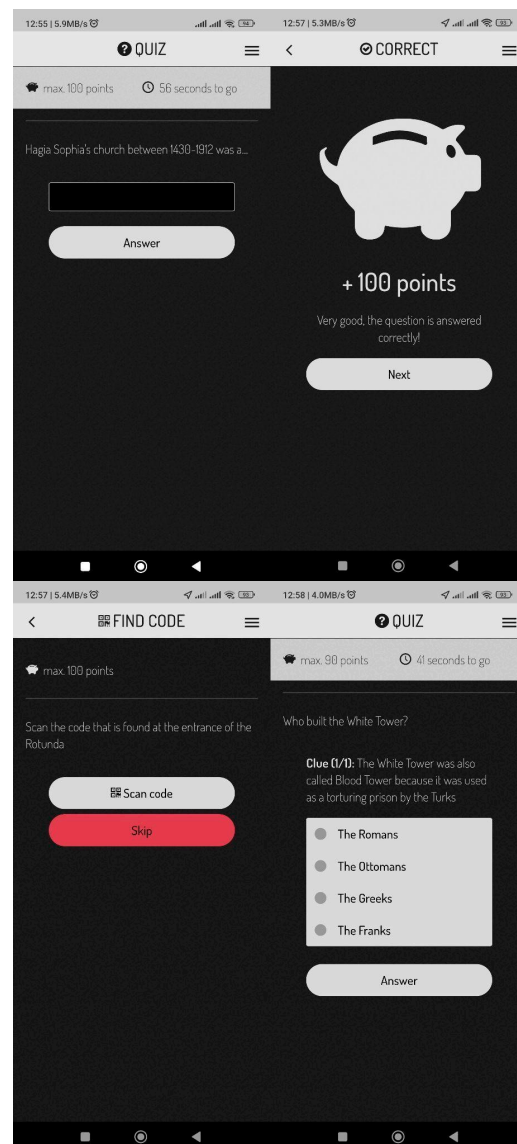 12:55 | 5.9MB/s
94
QUIZ
max. 100 points
56 seconds to go
Hagia Sophia's church between 1430-1912 was a...
Answer
12:57 | 5.3MB/s
93
CORRECT
+ 100 points
Very good, the question is answered
correctly!
Next
12:57 | 5.4MB/s
93
FIND CODE
max. 100 points
Scan the code that is found at the entrance of the
Rotunda
Scan code
Skip
12:58 | 4.0MB/s
93
QUIZ
max. 90 points
41 seconds to go
Who built the White Tower?
Clue (1/1): The White Tower was also
called Blood Tower because it was used
as a torturing prison by the Turks
The Romans
The Ottomans
The Greeks
The Franks
Answer